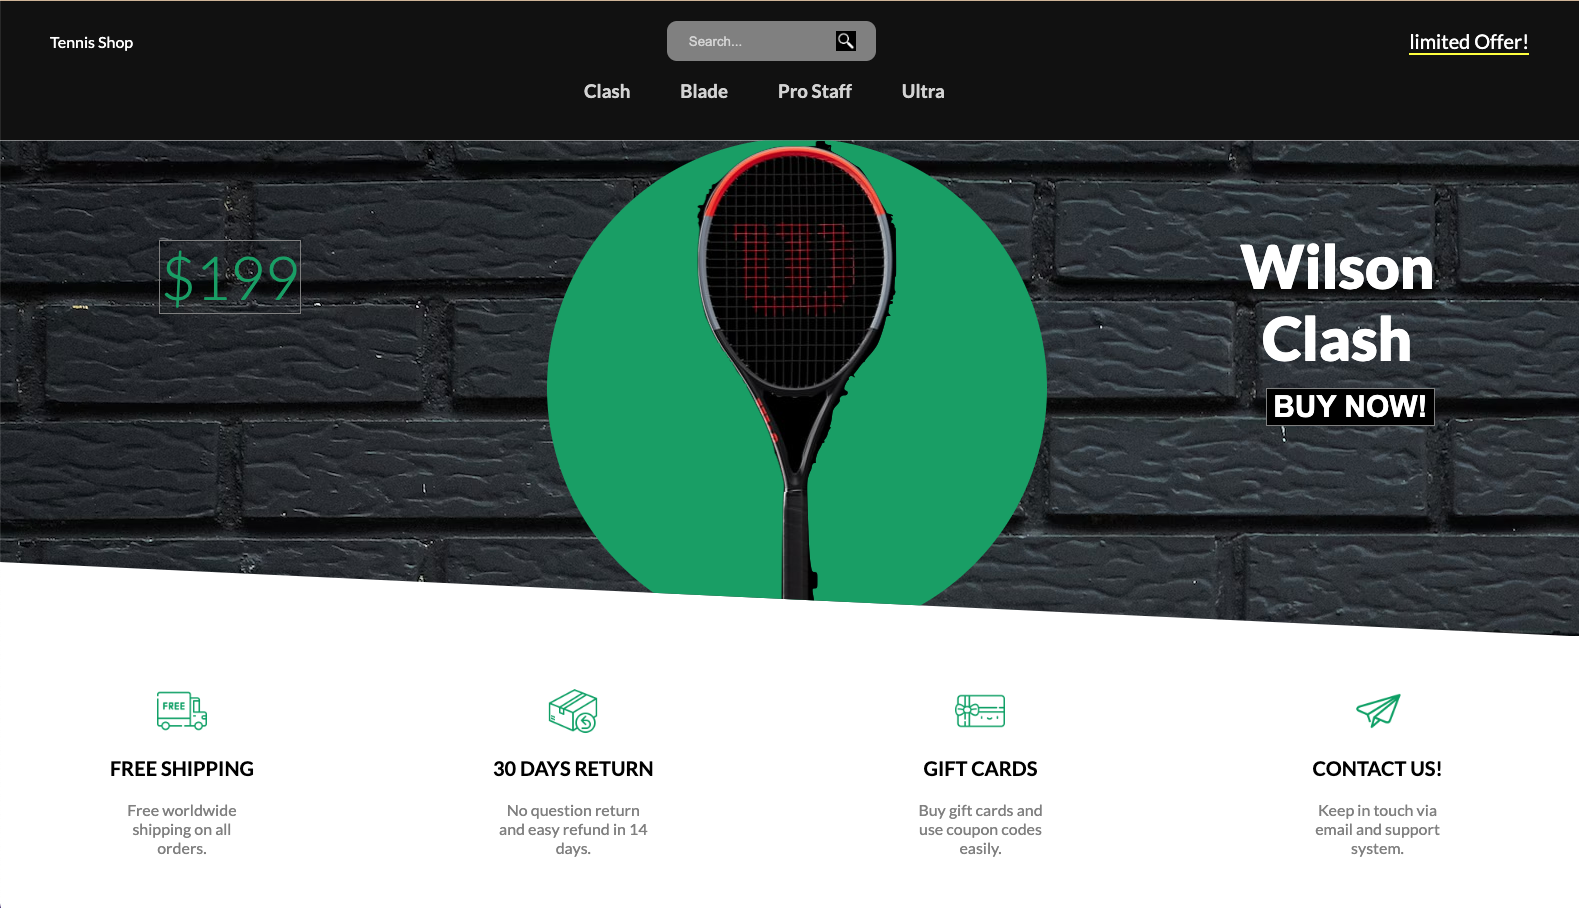 Tennis Shop
Search...
limited Offer!
Clash
Blade
Pro Staff
Ultra
$199
Wilson
Clash
BUY NOW!
FREE
FREE SHIPPING
Free worldwide
shipping on all
orders.
30 DAYS RETURN
No question return
and easy refund in 14
days.
GIFT CARDS
Buy gift cards and
use coupon codes
easily.
CONTACT US!
Keep in touch via
email and support
system.